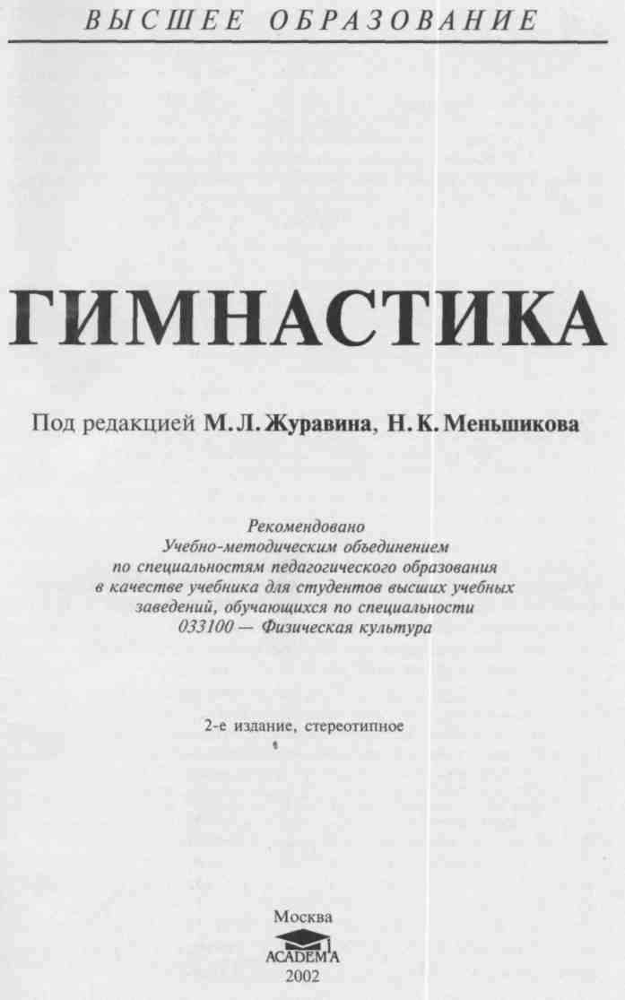 ВЫСШЕЕ ОБРАЗОВАНИЕ
ГИМНАСТИКА
Под редакцией М.Л.Журавина, Н.К.Меньшикова
Рекомендовано
Учебно-методическим объединением
по специальностям педагогического образования
в качестве учебника для студентов высших учебных
заведений, обучающихся по специальности
033100 — Физическая культура
2-е издание, стереотипное
Москва
ACADEMA
2002